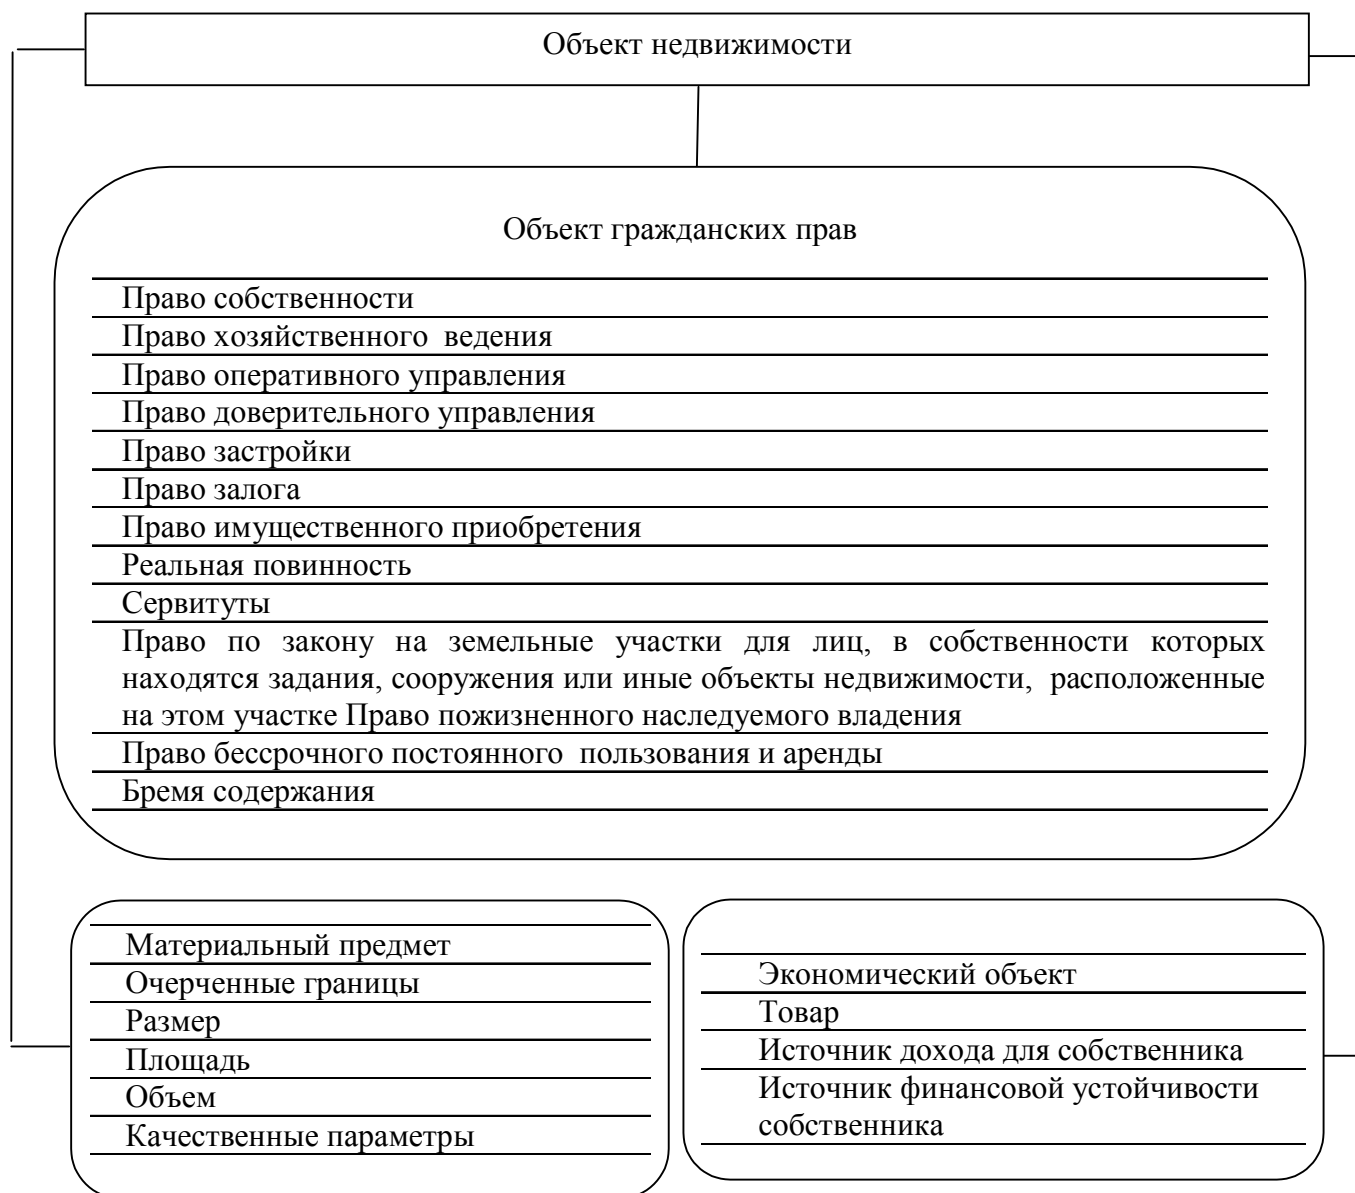 Объект недвижимости
Объект гражданских прав
Право собственности
Право хозяйственного ведения
Право оперативного управления
Право доверительного управления
Право застройки
Право залога
Право имущественного приобретения
Реальная повинность
Сервитуты
Право по закону на земельные участки для лиц, в собственности которых
находятся задания, сооружения или иные объекты недвижимости, расположенные
на этом участке Право пожизненного наследуемого владения
Право бессрочного постоянного пользования и аренды
Бремя содержания
Материальный предмет
Очерченные границы
Размер
Площадь
Объем
Качественные параметры
Экономический объект
Товар
Источник дохода для собственника
Источник финансовой устойчивости
собственника